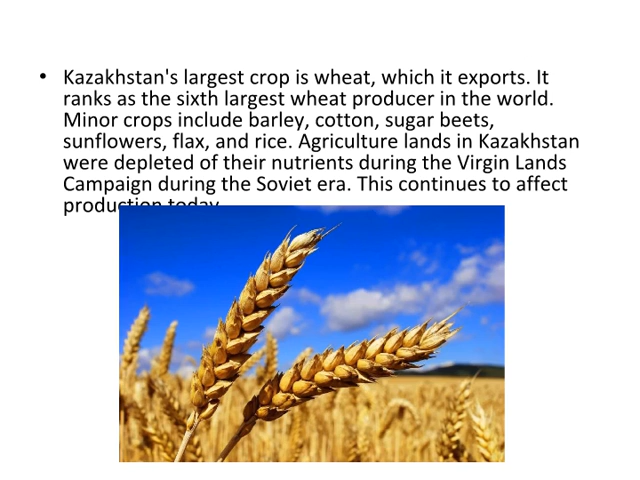 • Kazakhstan's largest crop is wheat, which it exports. It
ranks as the sixth largest wheat producer in the world.
Minor crops include barley, cotton, sugar beets,
sunflowers, flax, and rice. Agriculture lands in Kazakhstan
were depleted of their nutrients during the Virgin Lands
Campaign during the Soviet era. This continues to affect
production today.